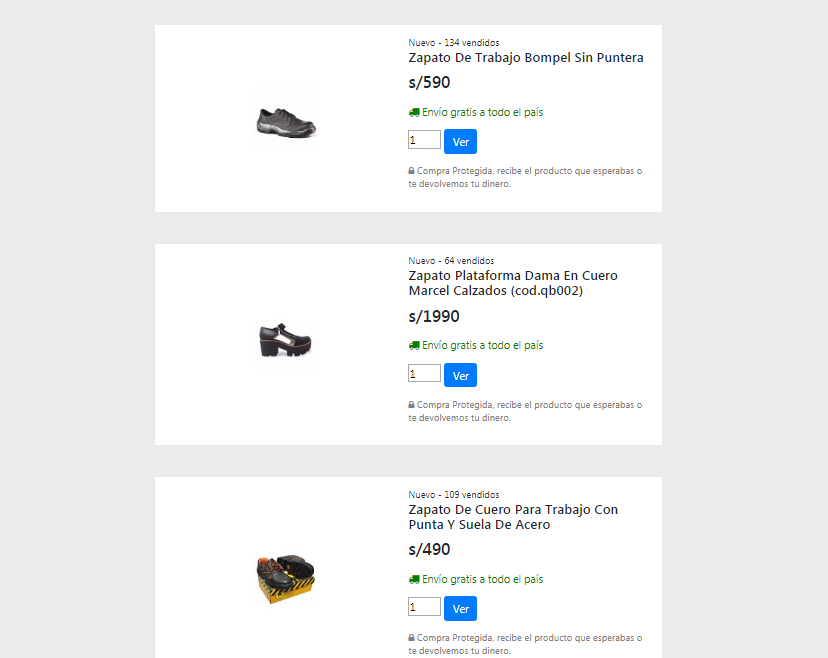 Nuevo - 134 vendidos
Zapato De Trabajo Bompel Sin Puntera
s/590
Envío gratis a todo el país
1 Ver
Compra Protegida, recibe el producto que esperabas o
te devolvemos tu dinero.
Nuevo - 64 vendidos
Zapato Plataforma Dama En Cuero
Marcel Calzados (cod.qb002)
s/1990
Envío gratis a todo el país
1 Ver
Compra Protegida, recibe el producto que esperabas o
te devolvemos tu dinero.
Nuevo - 109 vendidos
Zapato De Cuero Para Trabajo Con
Punta Y Suela De Acero
s/490
Envío gratis a todo el país
1 Ver
Compra Protegida, recibe el producto que esperabas o
te devolvemos tu dinero.